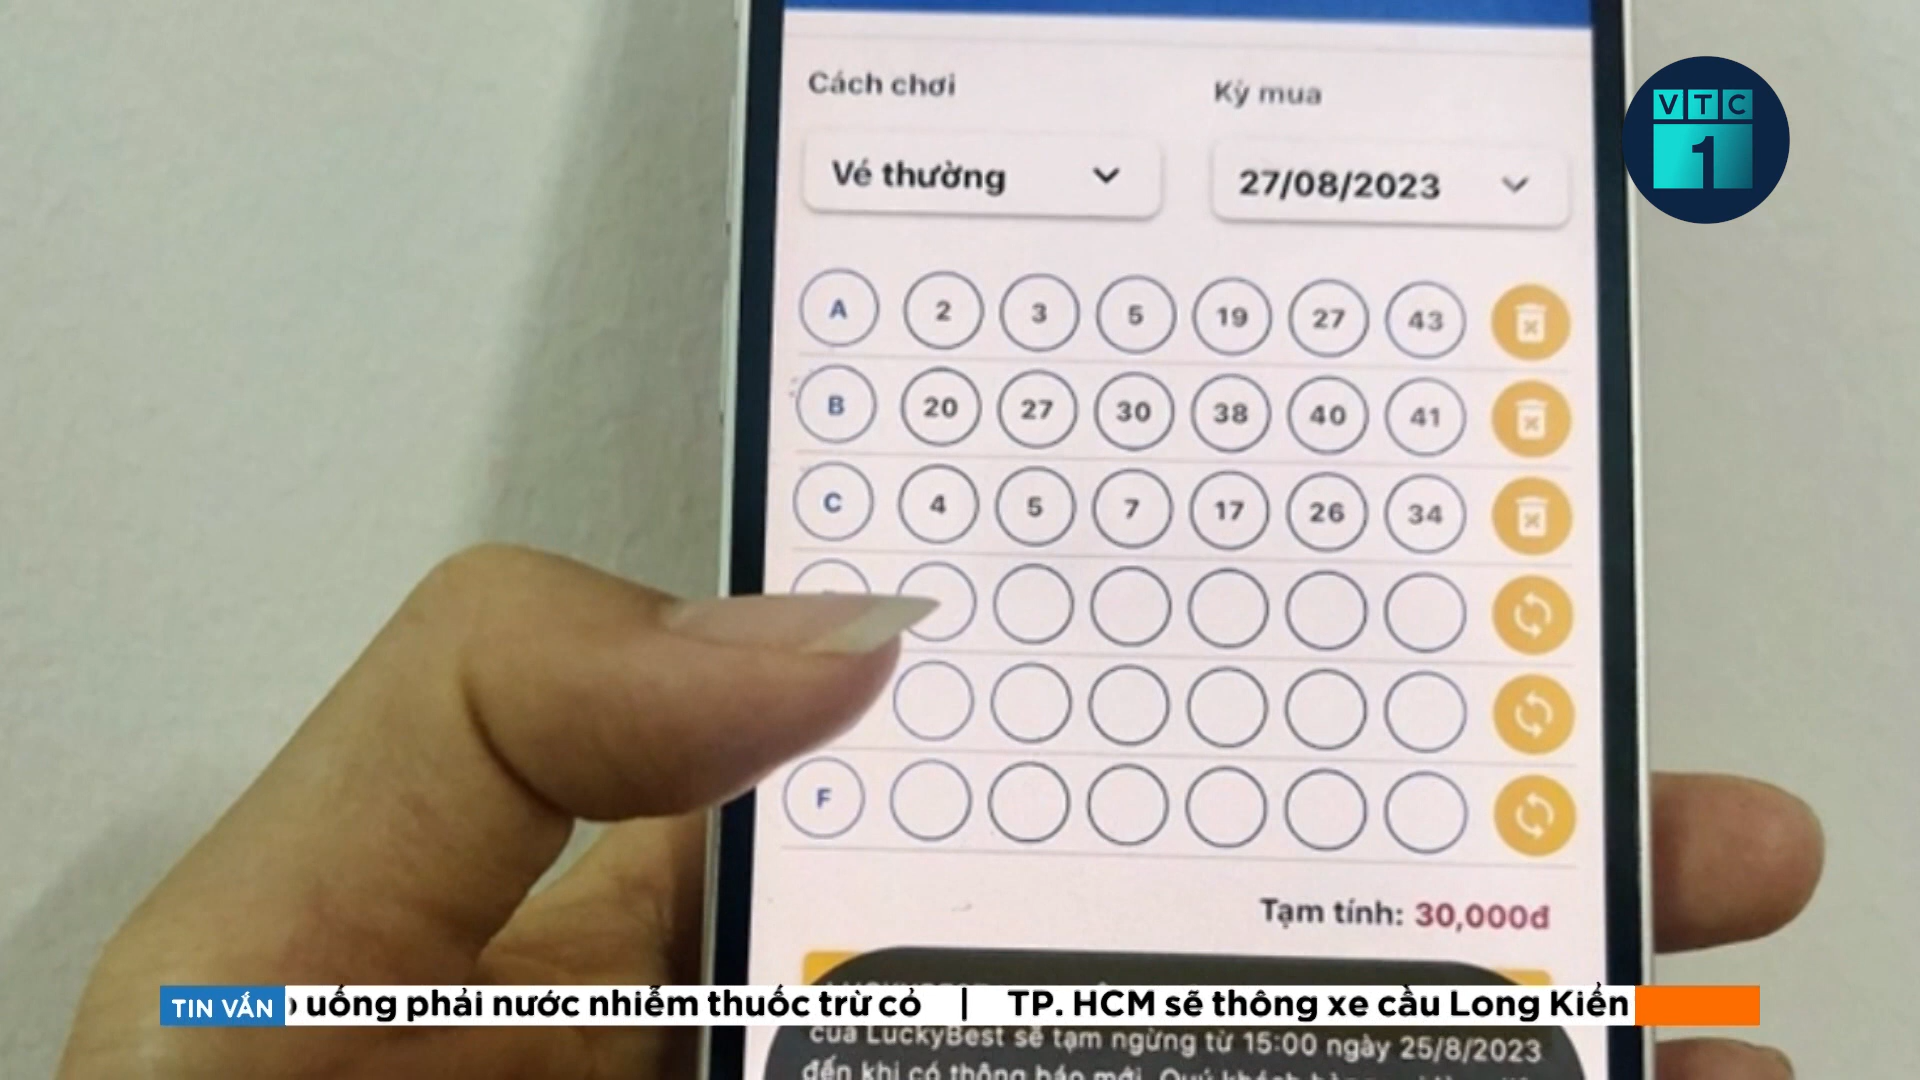 Cách chơi
Kỳ mua
Vé thường
27/08/2023
VTC
1
A 2 3 5 19 27 43
B 20 27 30 38 40 41
C 4 5 7 17 26 34
F
Tạm tính: 30,000đ
TIN VẮN
uống phải nước nhiễm thuốc trừ cỏ | TP. HCM sẽ thông xe cầu Long Kiển
của LuckyBest sẽ tạm ngừng từ 15:00 ngày 25/8/2023
đến khi có thông báo mới. Quý khách hàng